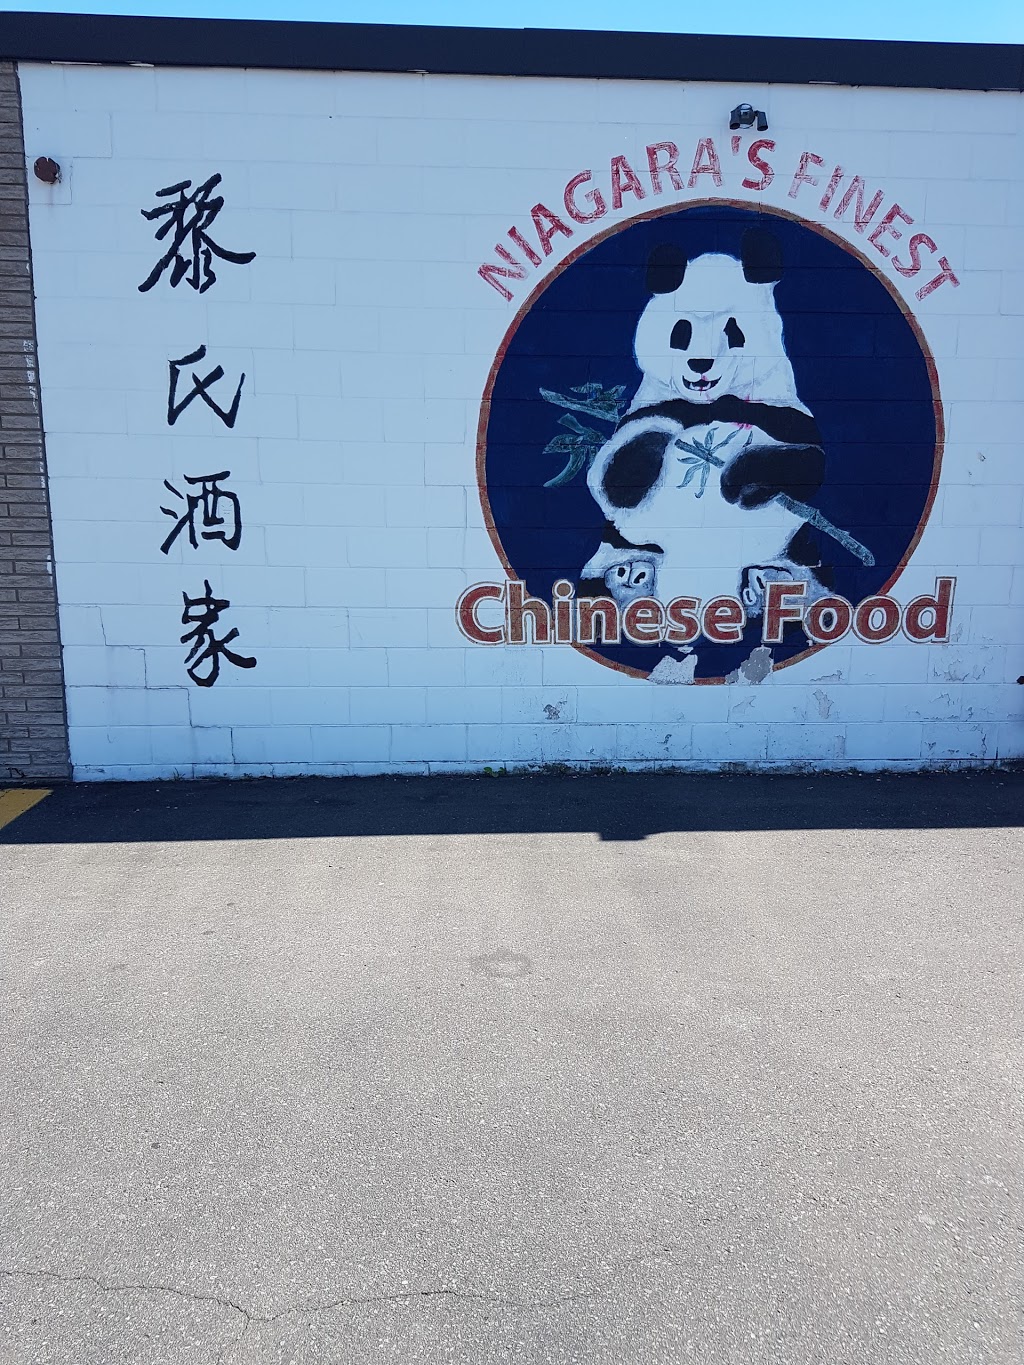 黎氏酒家
NIAGARA'S FINEST
Chinese Food